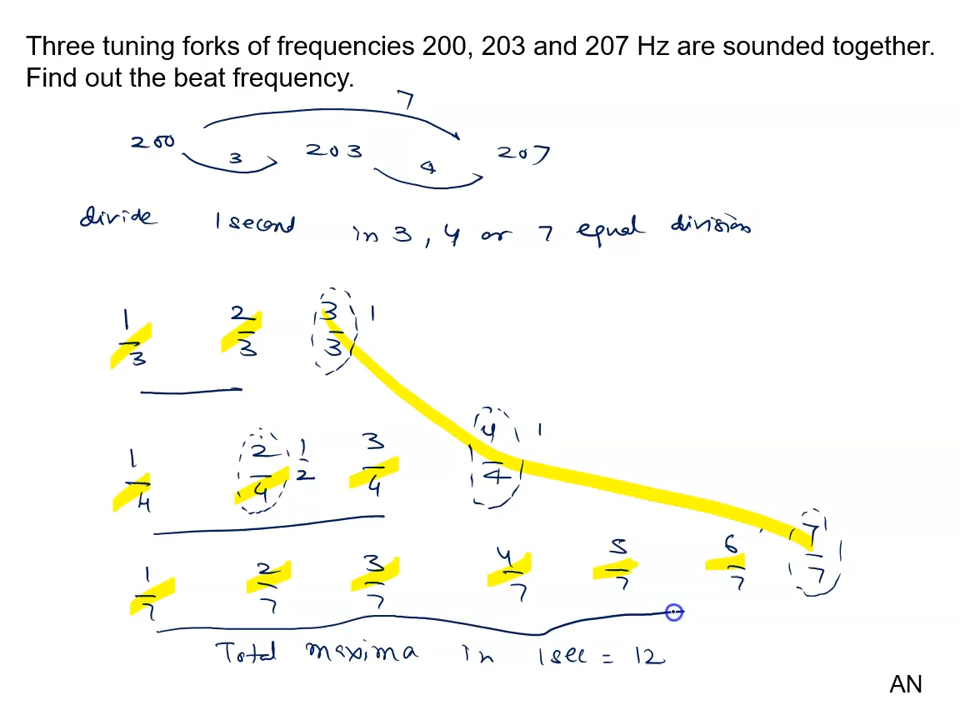 Three tuning forks of frequencies 200, 203 and 207 Hz are sounded together.
Find out the beat frequency.
7
200 3 203 4 207
divide 1 second in 3, 4 or 7 equal division
1/3 2/3 3/3 1
1/4 2/4 1/2 3/4 4/4 1
1/7 2/7 3/7 4/7 5/7 6/7 7/7 1
Total maxima in 1sec = 12
AN